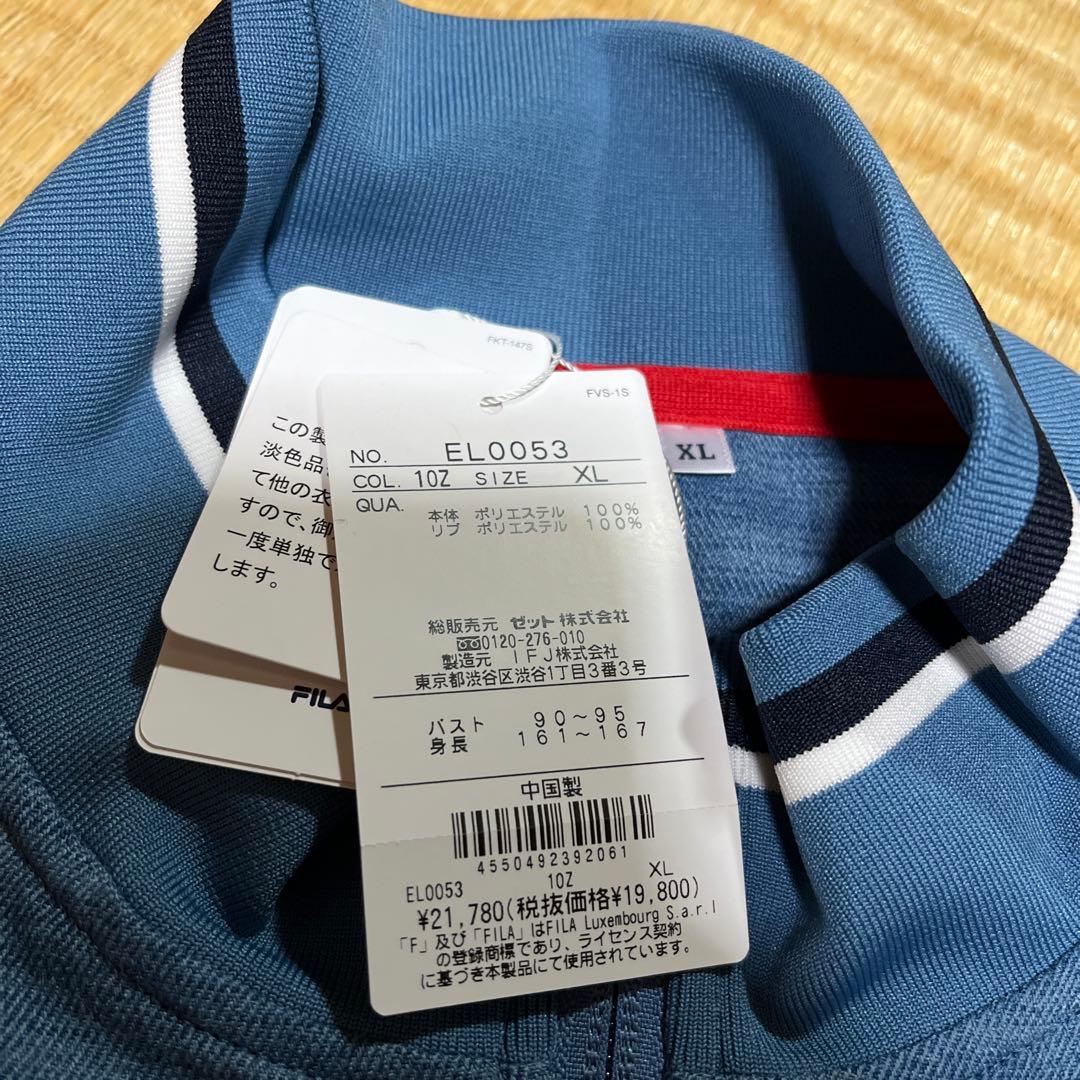 FKT-147S
この製
淡色品
て他の衣
すので、御
一度単独で
します。
FILA
FVS-1S
NO. EL0053
COL. 10Z SIZE XL
QUA. 本体 ポリエステル 100%
リブ ポリエステル 100%
総販売元 ゼット株式会社
0120-276-010
製造元 IFJ株式会社
東京都渋谷区渋谷1丁目3番3号
バスト 90~95
身長 161~167
中国製
4550492392061
EL0053 10Z XL
¥21,780(税抜価格¥19,800)
「F」及び「FILA」はFILA Luxembourg S.a.r.l
の登録商標であり、ライセンス契約
に基づき本製品にて使用されています。
XL